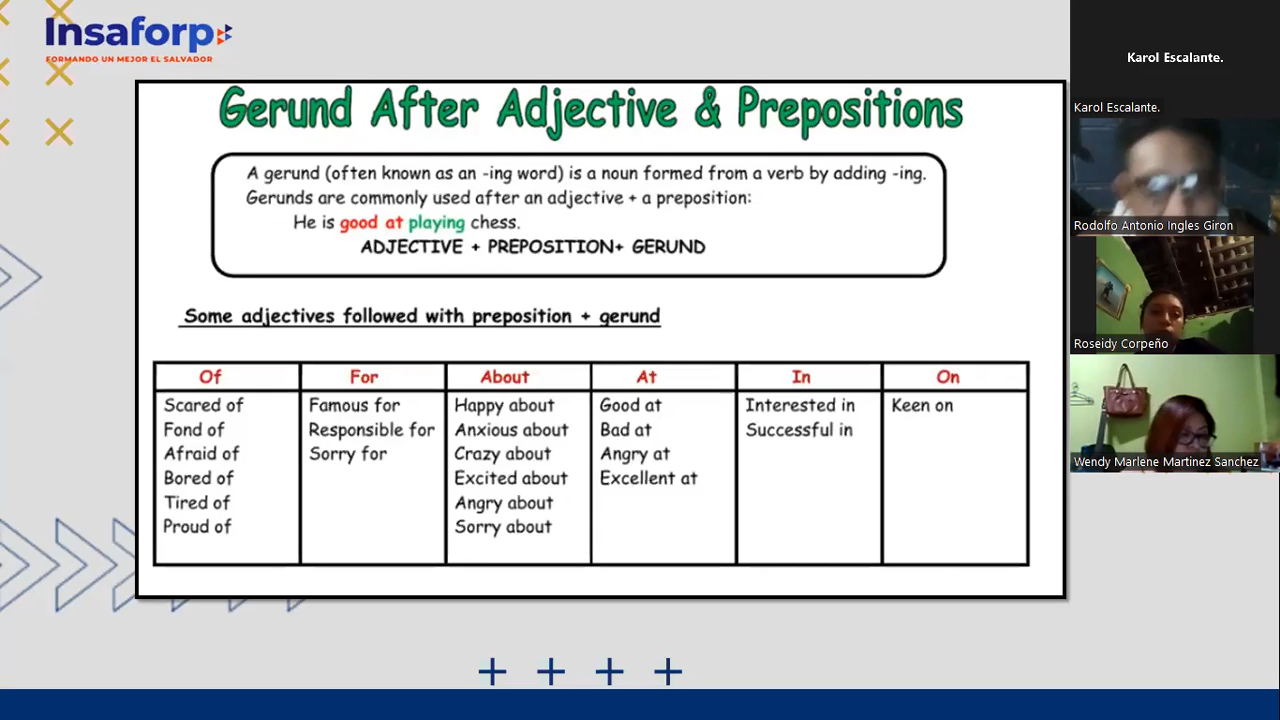 Insaforp
FORMANDO UN MEJOR EL SALVADOR
Gerund After Adjective & Prepositions
A gerund (often known as an -ing word) is a noun formed from a verb by adding -ing.
Gerunds are commonly used after an adjective + a preposition:
He is good at playing chess.
ADJECTIVE + PREPOSITION+ GERUND
Some adjectives followed with preposition + gerund
Of For About At In On
Scared of Famous for Happy about Good at Interested in Keen on
Fond of Responsible for Anxious about Bad at Successful in
Afraid of Sorry for Crazy about Angry at
Bored of Excited about Excellent at
Tired of Angry about
Proud of Sorry about
Karol Escalante.
Karol Escalante.
Rodolfo Antonio Ingles Giron
Roseidy Corpeño
Wendy Marlene Martinez Sanchez